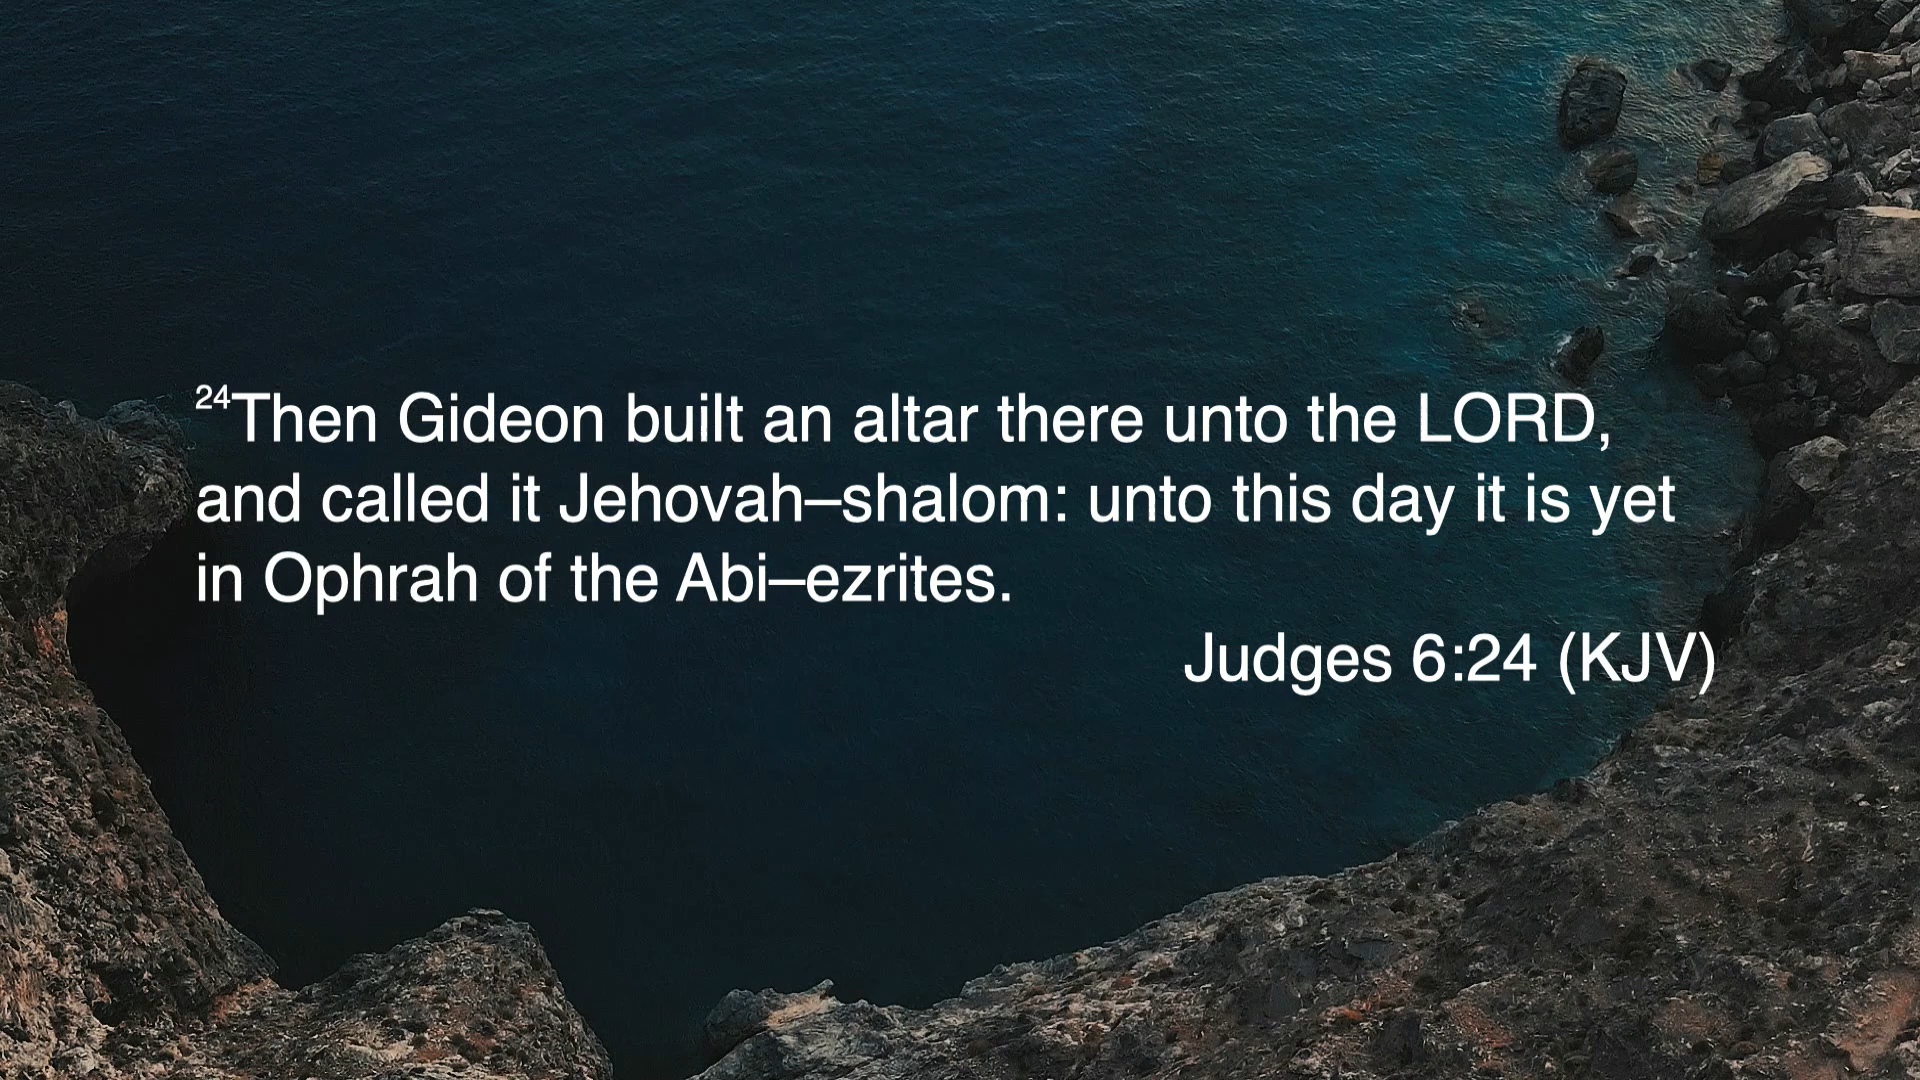 24Then Gideon built an altar there unto the LORD,
and called it Jehovah–shalom: unto this day it is yet
in Ophrah of the Abi–ezrites.
Judges 6:24 (KJV)